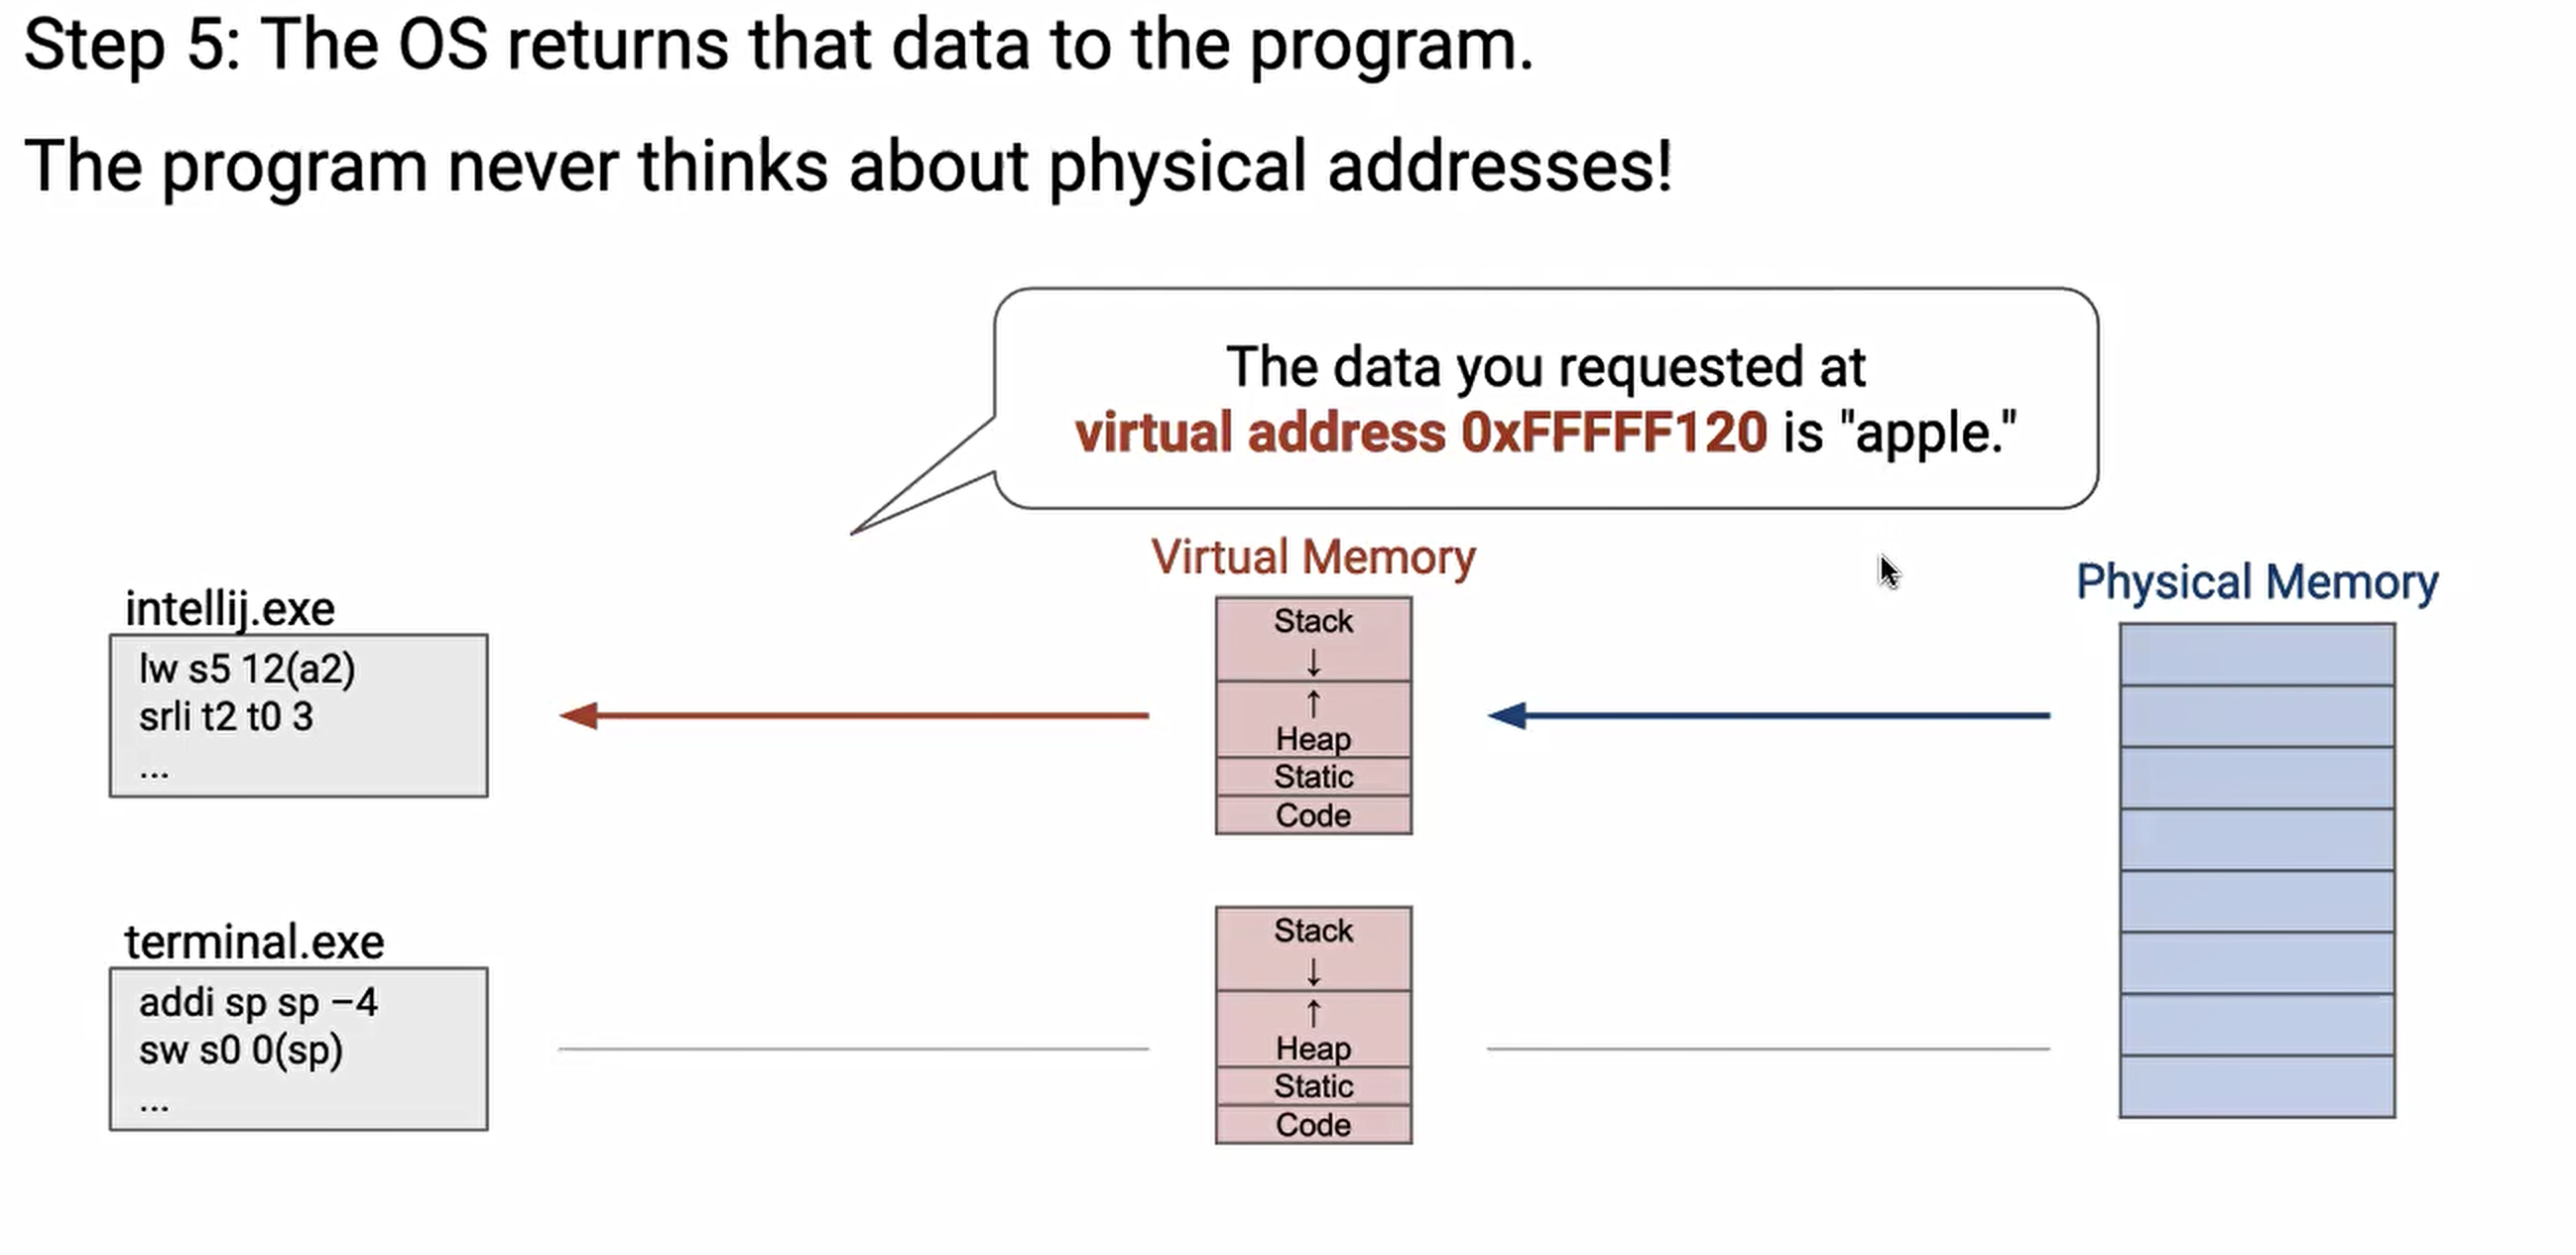 Step 5: The OS returns that data to the program.
The program never thinks about physical addresses!
The data you requested at
virtual address 0xFFFFF120 is "apple."
Virtual Memory
Physical Memory
intellij.exe
lw s5 12(a2)
srli t2 t0 3
...
Stack
↓
↑
Heap
Static
Code
terminal.exe
addi sp sp −4
sw s0 0(sp)
...
Stack
↓
↑
Heap
Static
Code